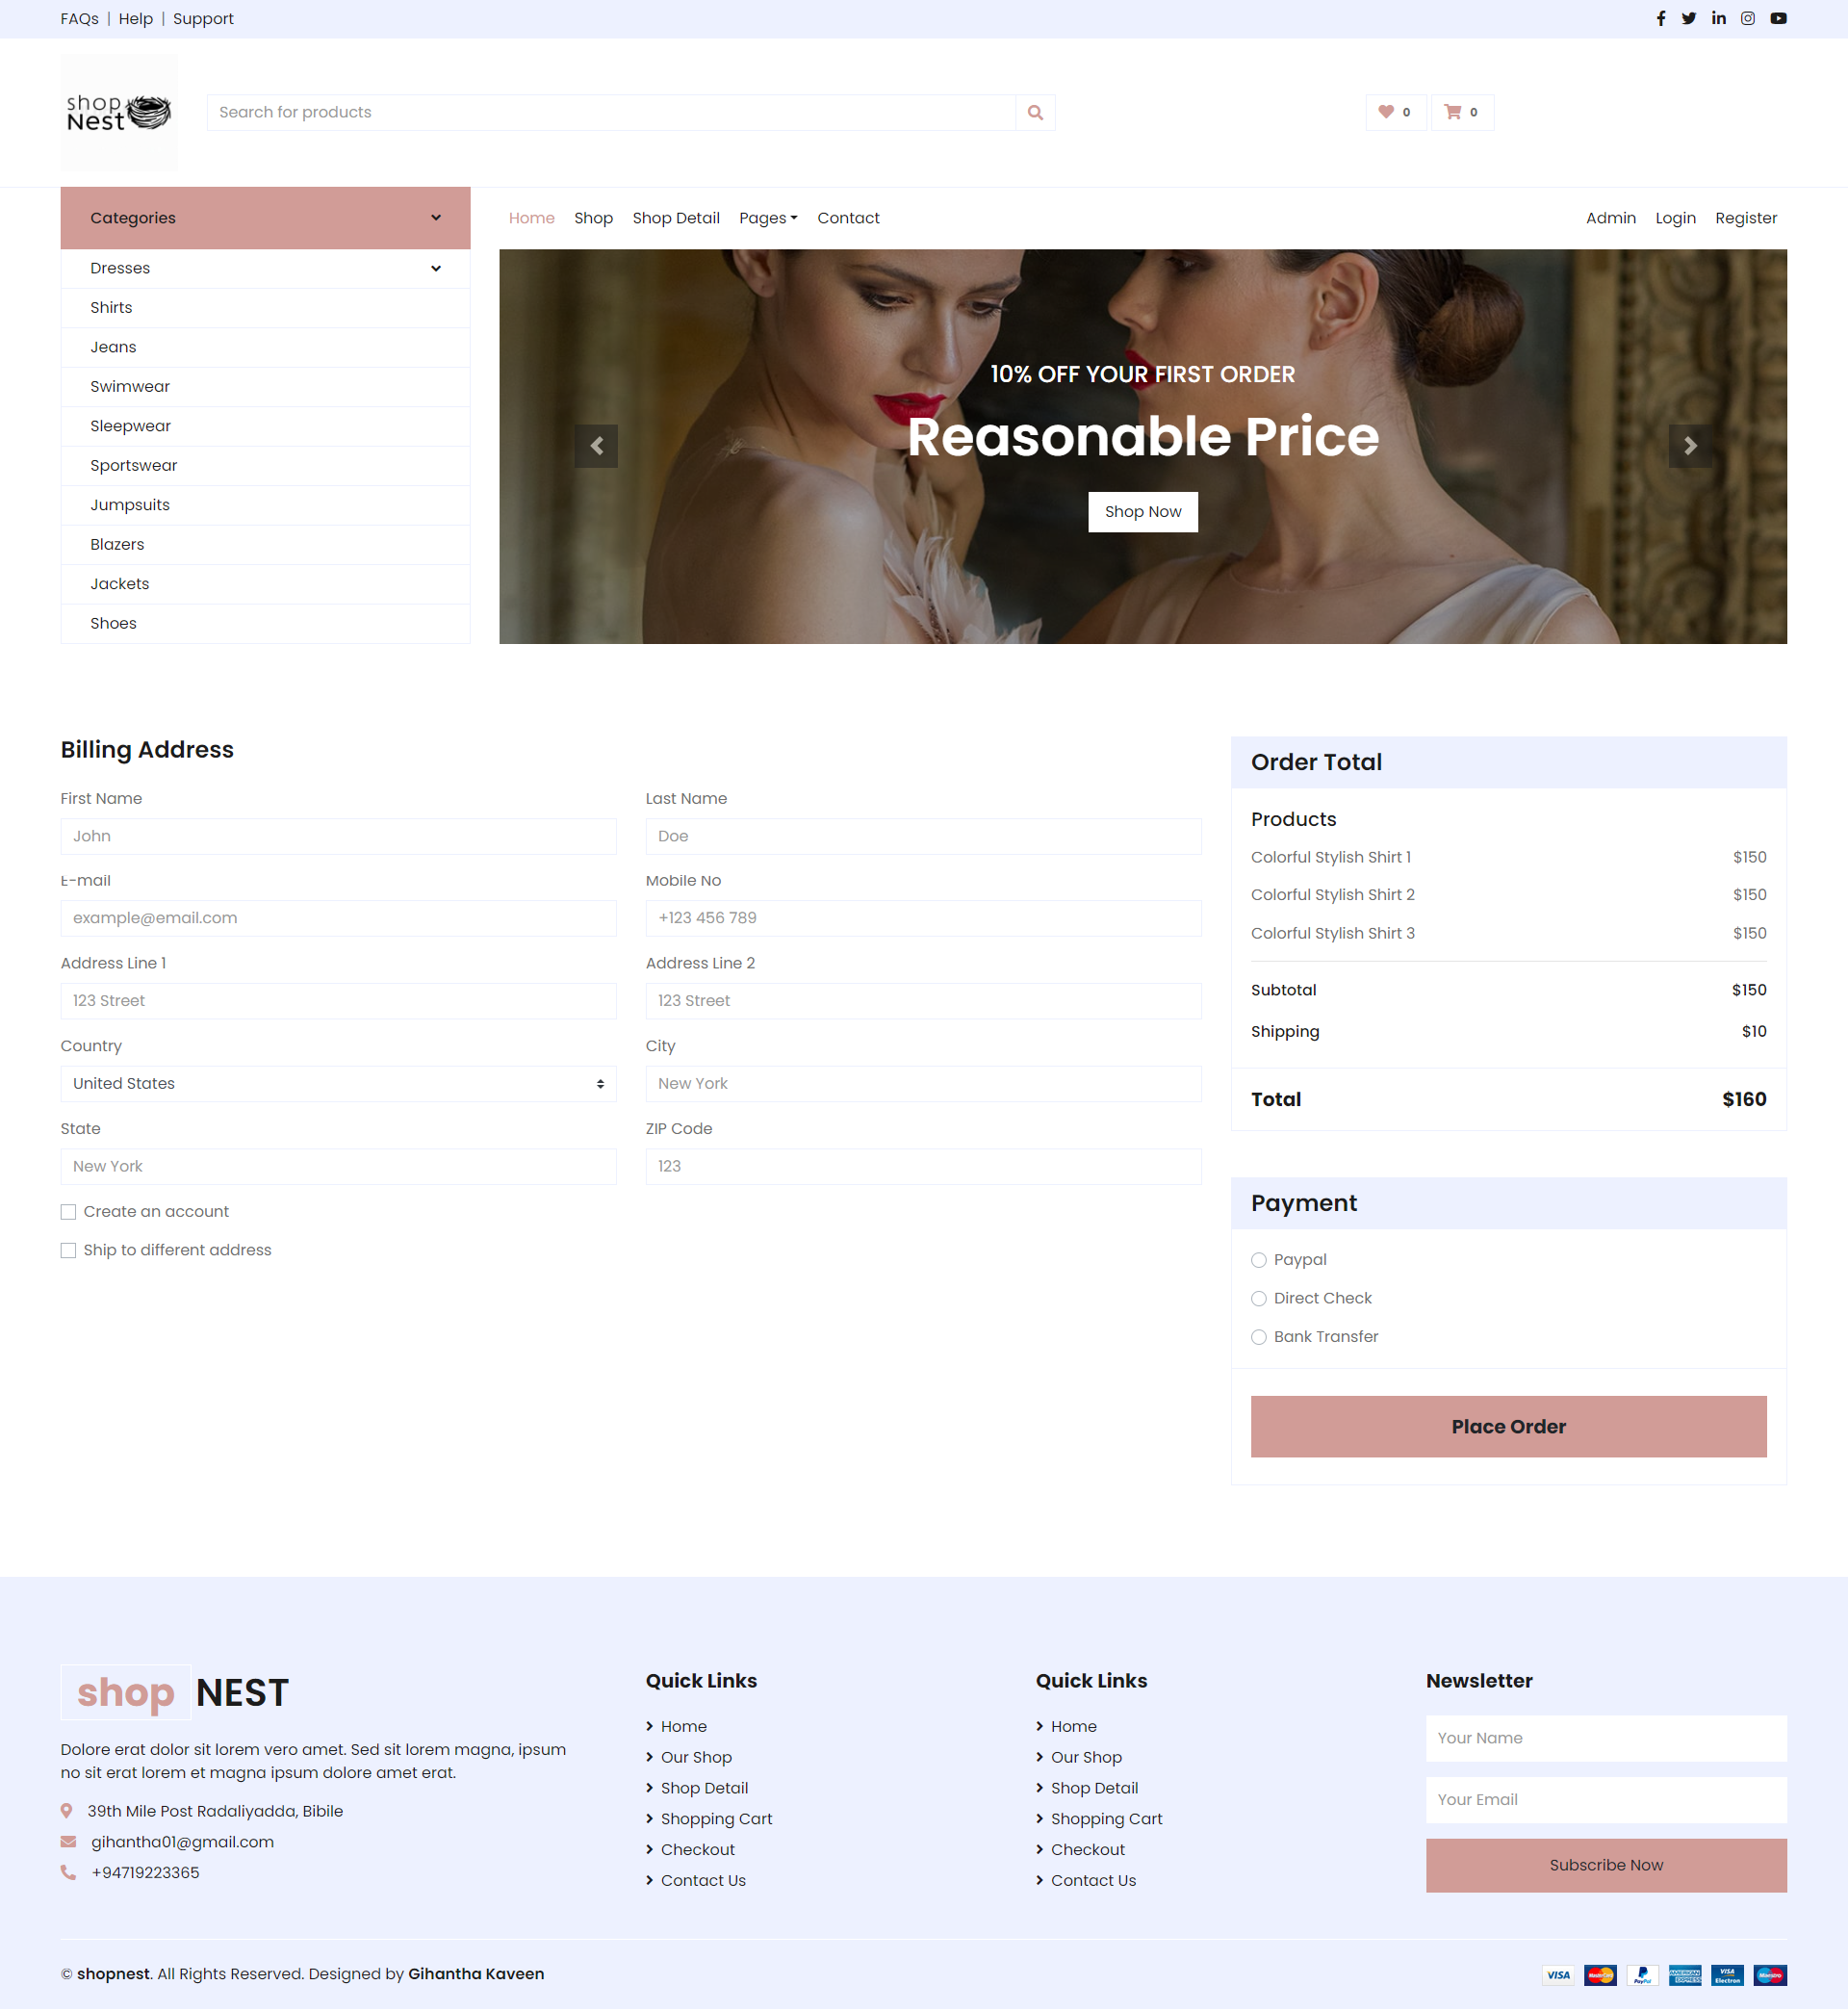 FAQs | Help | Support
shop
Nest
Search for products
0
0
Categories
Home Shop Shop Detail Pages Contact
Admin Login Register
Dresses
Shirts
Jeans
Swimwear
Sleepwear
Sportswear
Jumpsuits
Blazers
Jackets
Shoes
10% OFF YOUR FIRST ORDER
Reasonable Price
Shop Now
Billing Address
First Name
John
Last Name
Doe
E-mail
example@email.com
Mobile No
+123 456 789
Address Line 1
123 Street
Address Line 2
123 Street
Country
United States
City
New York
State
New York
ZIP Code
123
Create an account
Ship to different address
Order Total
Products
Colorful Stylish Shirt 1 $150
Colorful Stylish Shirt 2 $150
Colorful Stylish Shirt 3 $150
Subtotal $150
Shipping $10
Total $160
Payment
Paypal
Direct Check
Bank Transfer
Place Order
shop NEST
Dolore erat dolor sit lorem vero amet. Sed sit lorem magna, ipsum
no sit erat lorem et magna ipsum dolore amet erat.
39th Mile Post Radaliyadda, Bibile
gihantha01@gmail.com
+94719223365
Quick Links
Home
Our Shop
Shop Detail
Shopping Cart
Checkout
Contact Us
Quick Links
Home
Our Shop
Shop Detail
Shopping Cart
Checkout
Contact Us
Newsletter
Your Name
Your Email
Subscribe Now
© shopnest. All Rights Reserved. Designed by Gihantha Kaveen
VISA
MasterCard
PayPal
AMERICAN EXPRESS
VISA Electron
Maestro